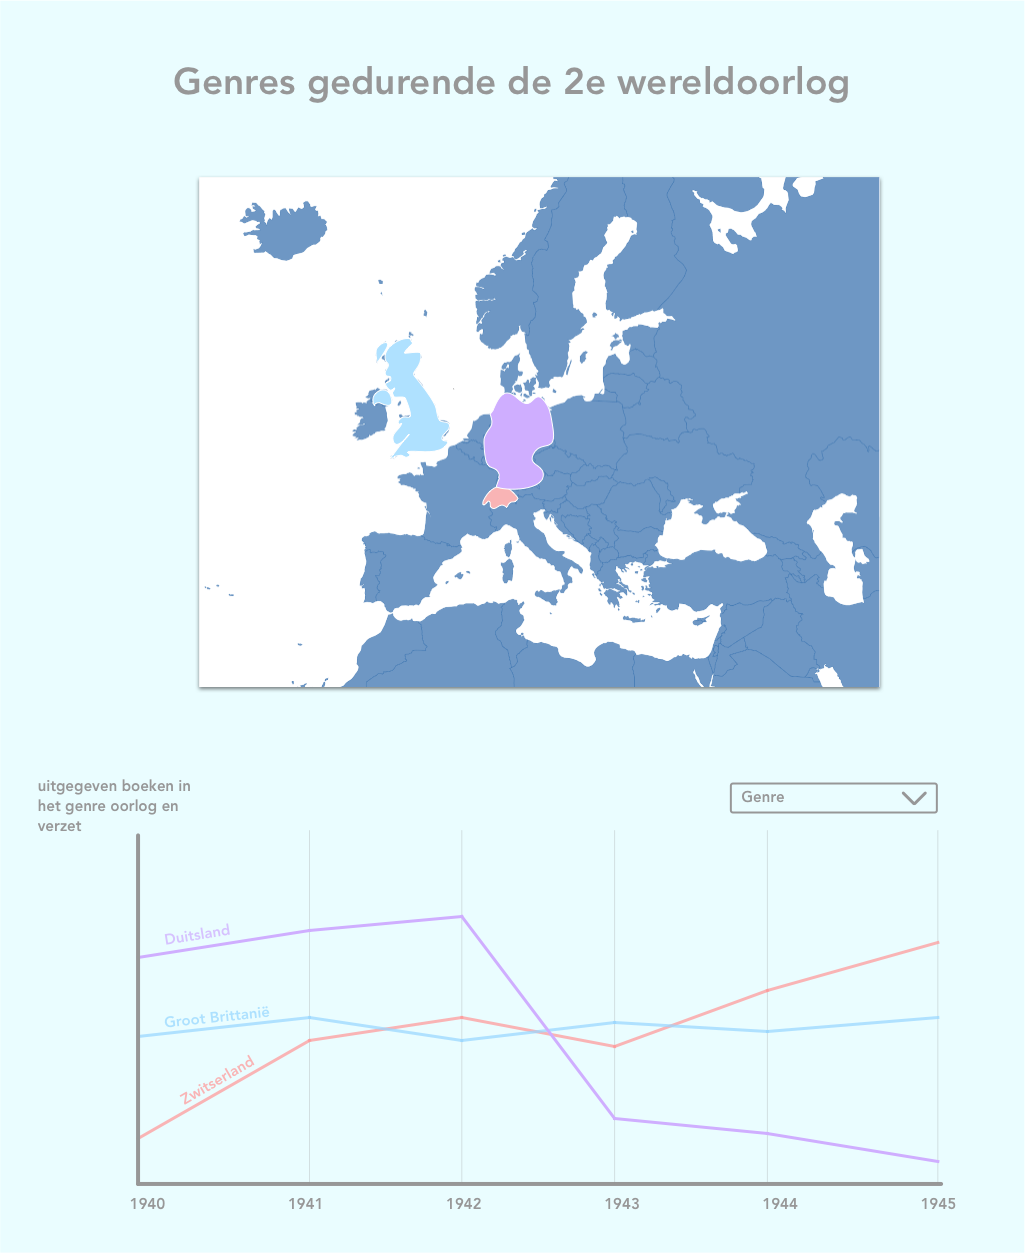 Genres gedurende de 2e wereldoorlog
uitgegeven boeken in
het genre oorlog en
verzet
Genre
Duitsland
Groot Brittanië
Zwitserland
1940
1941
1942
1943
1944
1945